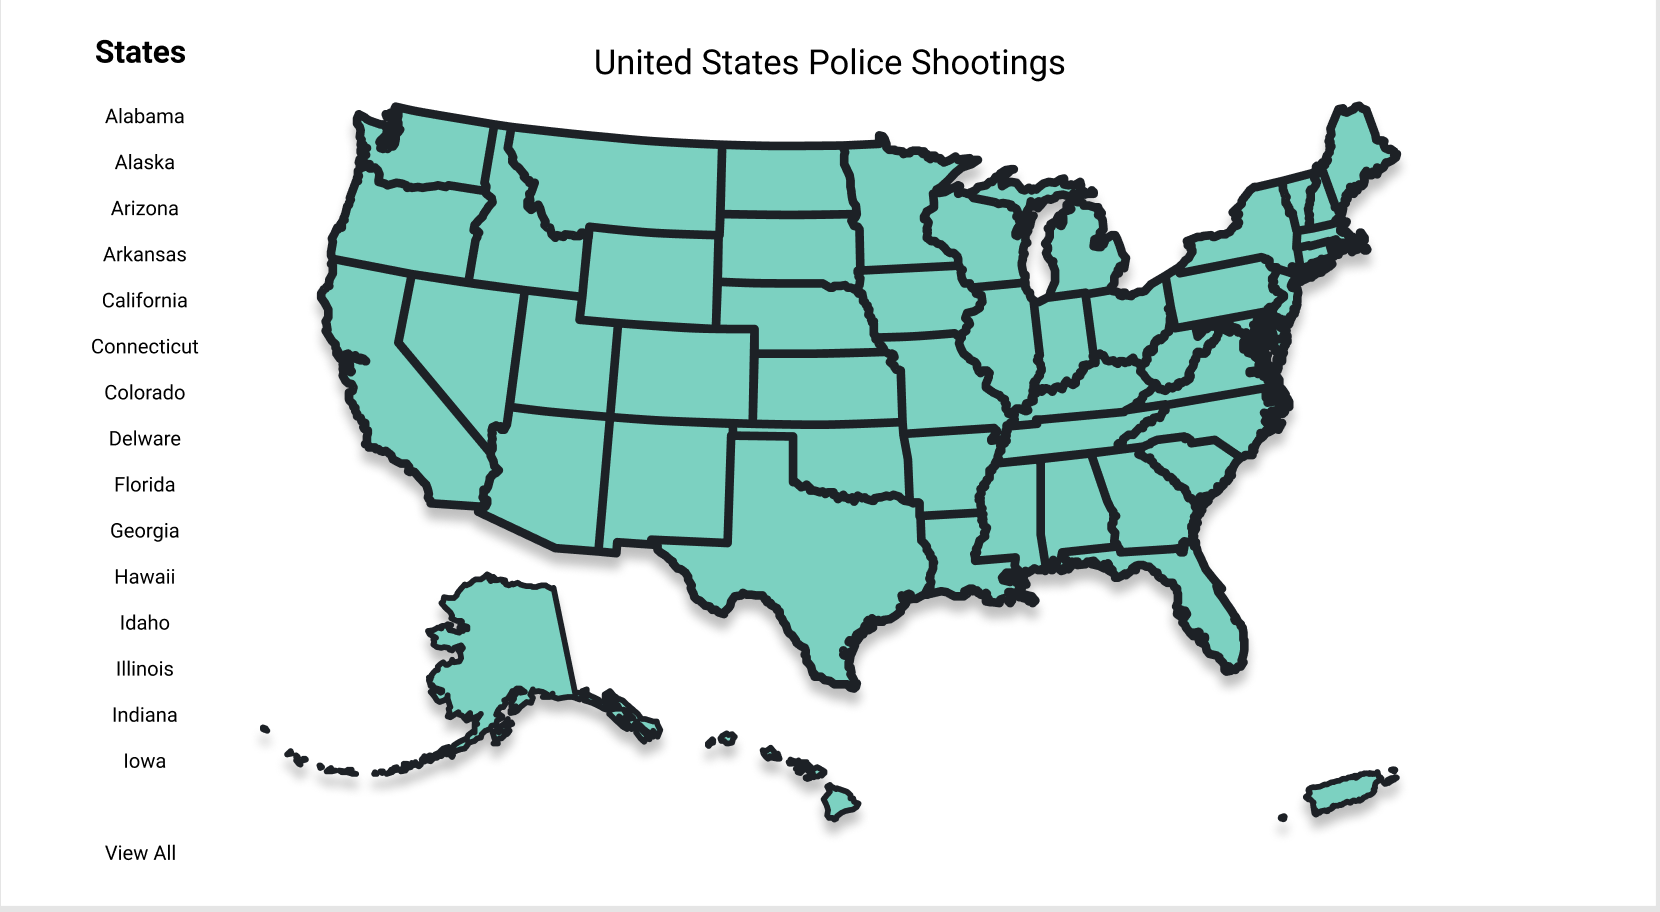 States
United States Police Shootings
Alabama
Alaska
Arizona
Arkansas
California
Connecticut
Colorado
Delware
Florida
Georgia
Hawaii
Idaho
Illinois
Indiana
Iowa
View All